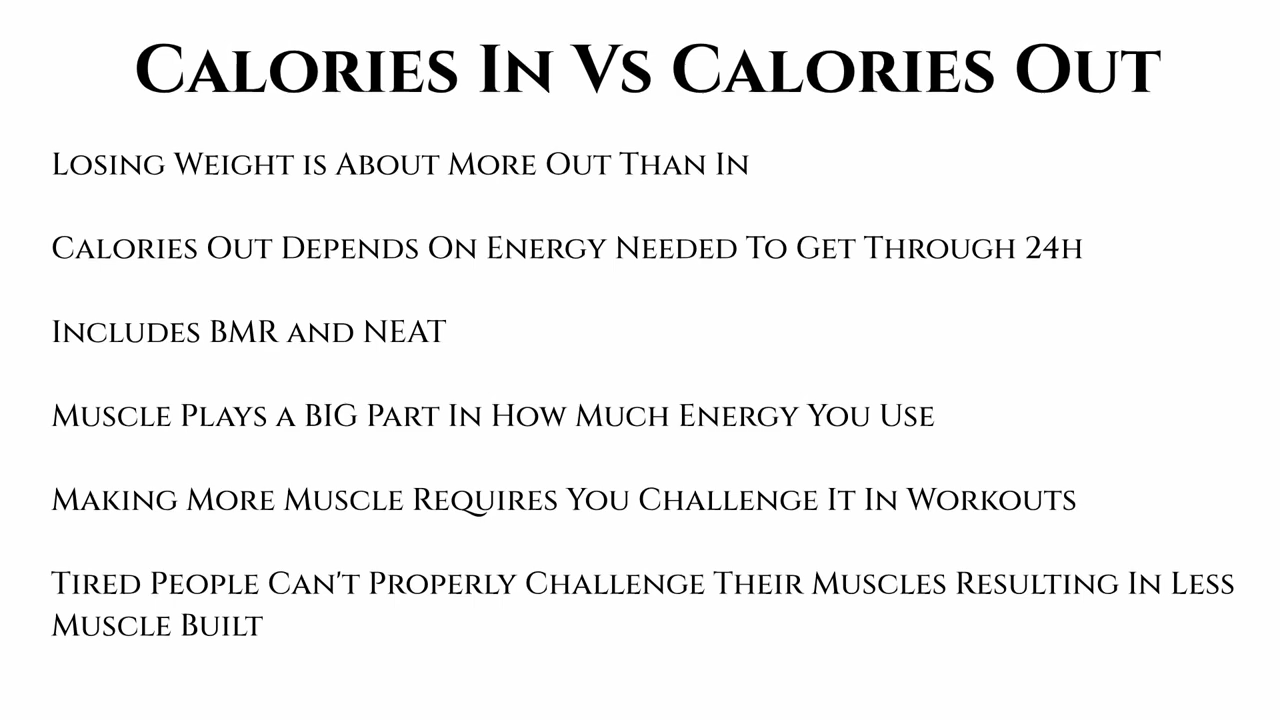 Calories In Vs Calories Out
Losing Weight is About More Out Than In
Calories Out Depends On Energy Needed To Get Through 24h
Includes BMR and NEAT
Muscle Plays a BIG Part In How Much Energy You Use
Making More Muscle Requires You Challenge It In Workouts
Tired People Can't Properly Challenge Their Muscles Resulting In Less
Muscle Built